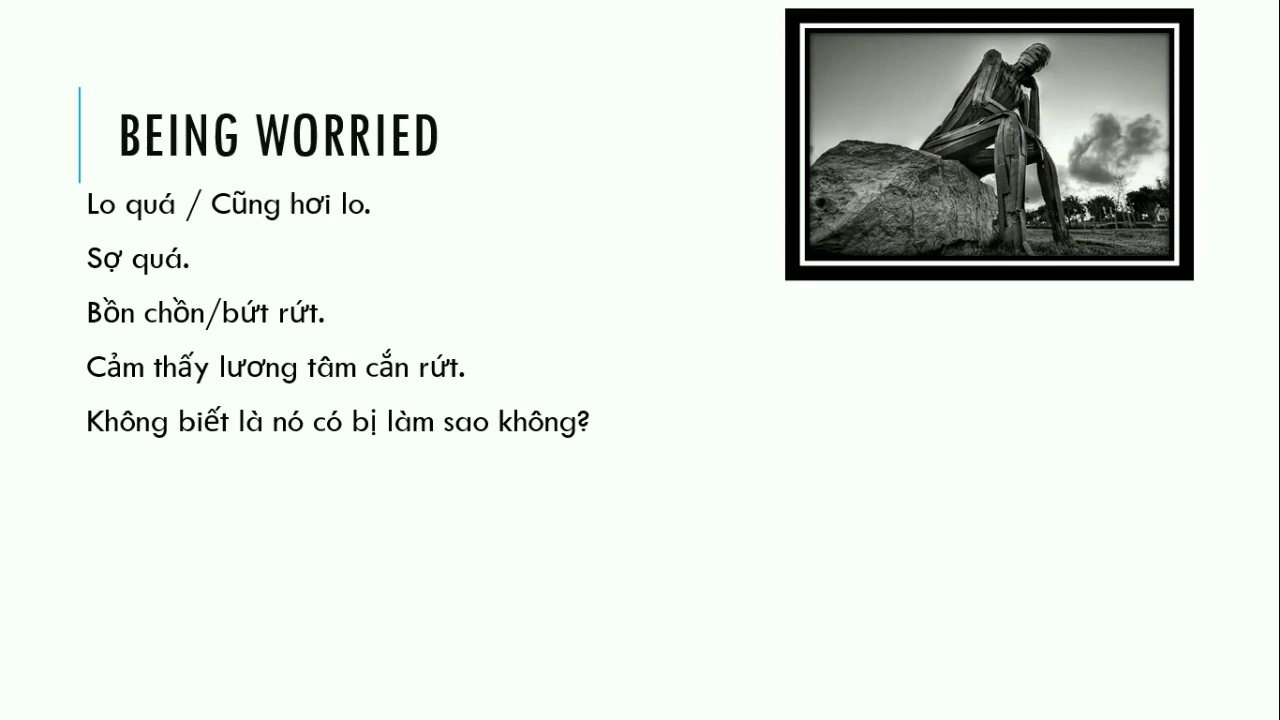 BEING WORRIED
Lo quá / Cũng hơi lo.
Sợ quá.
Bồn chồn/bứt rứt.
Cảm thấy lương tâm cắn rứt.
Không biết là nó có bị làm sao không?